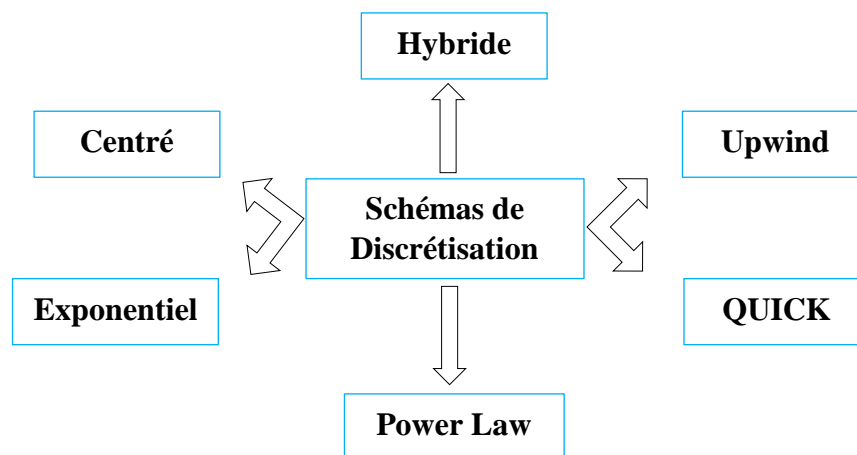 Hybride
Centré
Upwind
Schémas de
Discrétisation
Exponentiel
QUICK
Power Law